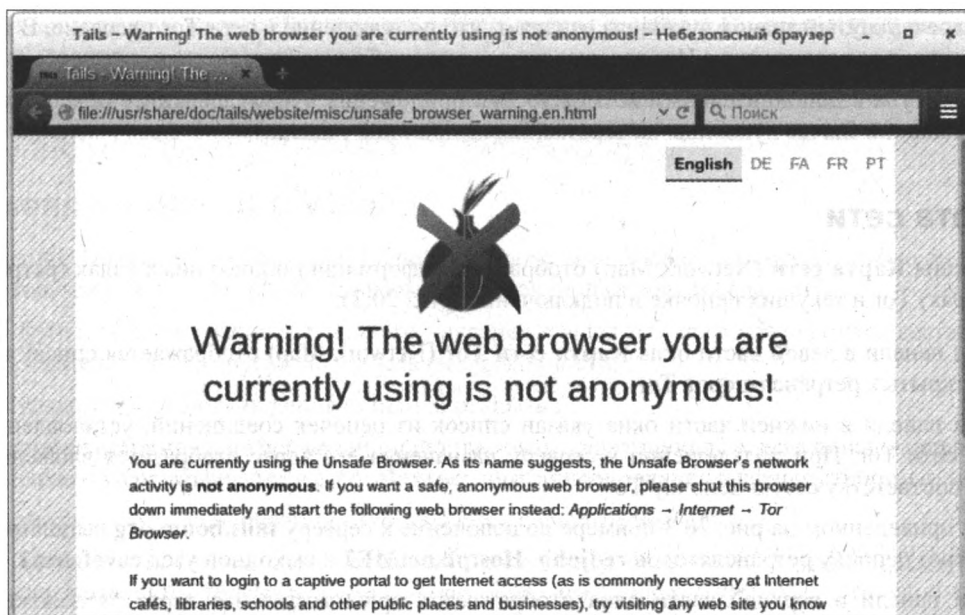 Tails – Warning! The web browser you are currently using is not anonymous! – Небезопасный браузер
Tails - Warning! The ...
file:///usr/share/doc/tails/website/misc/unsafe_browser_warning.en.html
Поиск
English DE FA FR PT
Warning! The web browser you are
currently using is not anonymous!
You are currently using the Unsafe Browser. As its name suggests, the Unsafe Browser's network
activity is not anonymous. If you want a safe, anonymous web browser, please shut this browser
down immediately and start the following web browser instead: Applications → Internet → Tor
Browser.
If you want to login to a captive portal to get Internet access (as is commonly necessary at Internet
cafés, libraries, schools and other public places and businesses), try visiting any web site you know